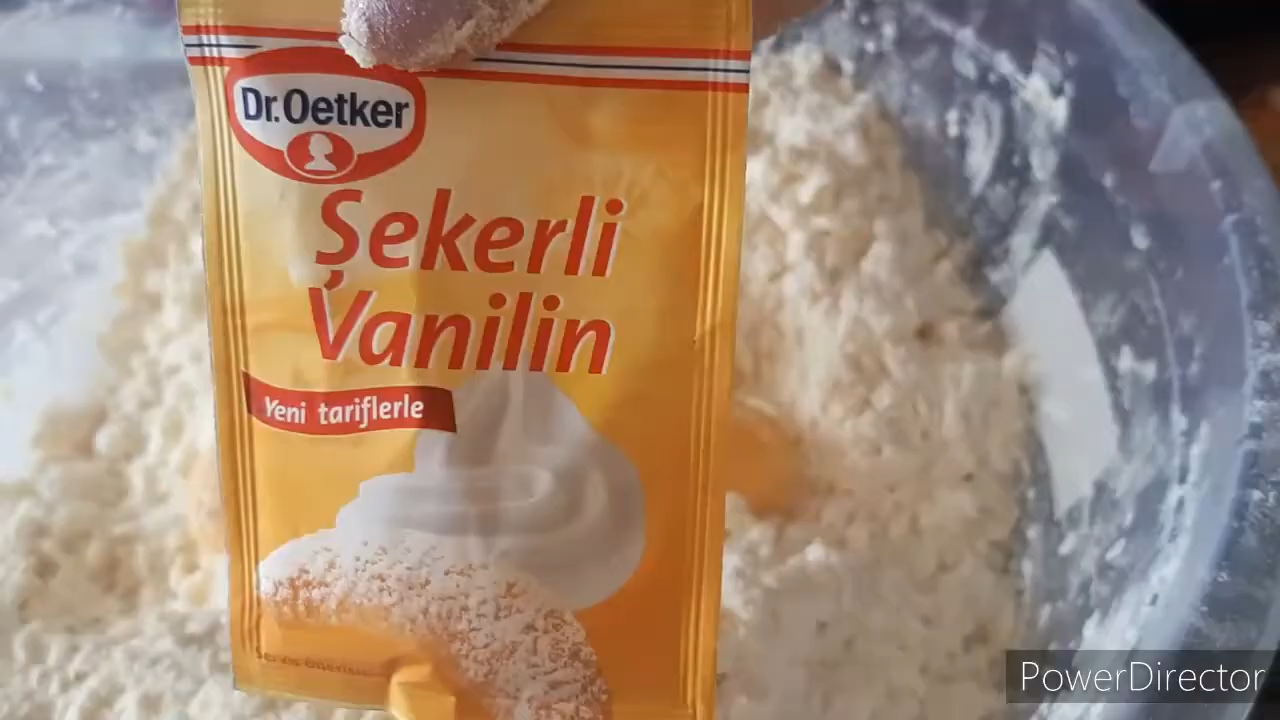 Dr.Oetker
Şekerli
Vanilin
Yeni tariflerle
PowerDirector